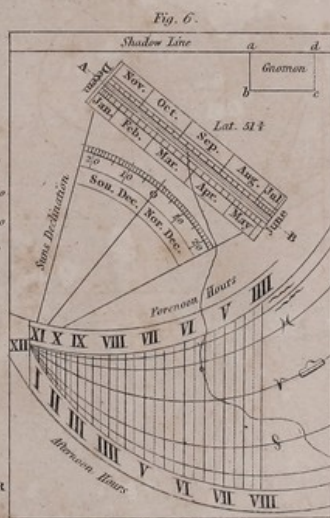 Fig. 6.
Shadow Line
a d
Gnomon
b c
A
Decem
Nov. Oct. Sep. Aug. Jul
Jan. Feb. Mar. Apr. May
June
B
Lat. 51½
20 10 0 10 20
Sou. Dec. Nor. Dec.
Suns Declination
Forenoon Hours
XII XI X IX VIII VII VI V IIII
I II III IIII V VI VII VIII
Afternoon Hours